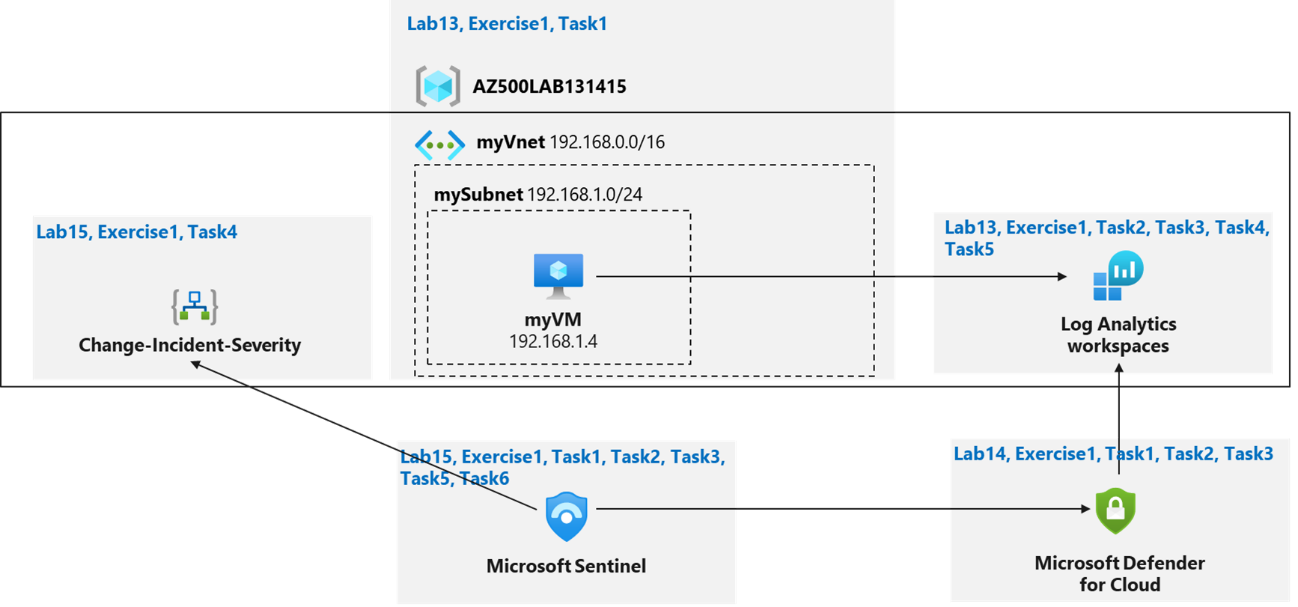 Lab13, Exercise1, Task1
AZ500LAB131415
myVnet 192.168.0.0/16
mySubnet 192.168.1.0/24
Lab15, Exercise1, Task4
Change-Incident-Severity
myVM
192.168.1.4
Lab13, Exercise1, Task2, Task3, Task4,
Task5
Log Analytics
workspaces
Lab15, Exercise1, Task1, Task2, Task3,
Task5, Task6
Microsoft Sentinel
Lab14, Exercise1, Task1, Task2, Task3
Microsoft Defender
for Cloud